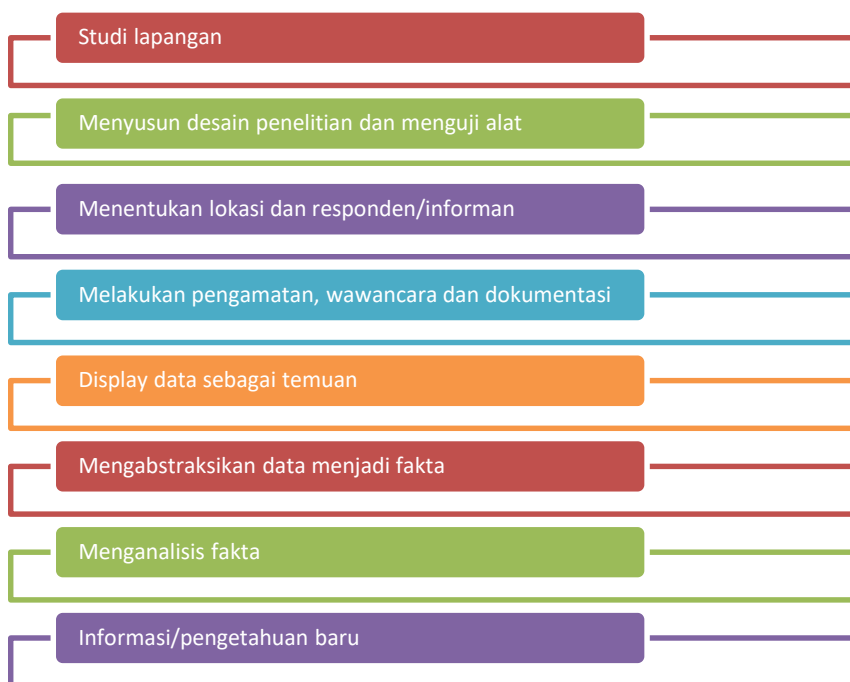 Studi lapangan
Menyusun desain penelitian dan menguji alat
Menentukan lokasi dan responden/informan
Melakukan pengamatan, wawancara dan dokumentasi
Display data sebagai temuan
Mengabstraksikan data menjadi fakta
Menganalisis fakta
Informasi/pengetahuan baru